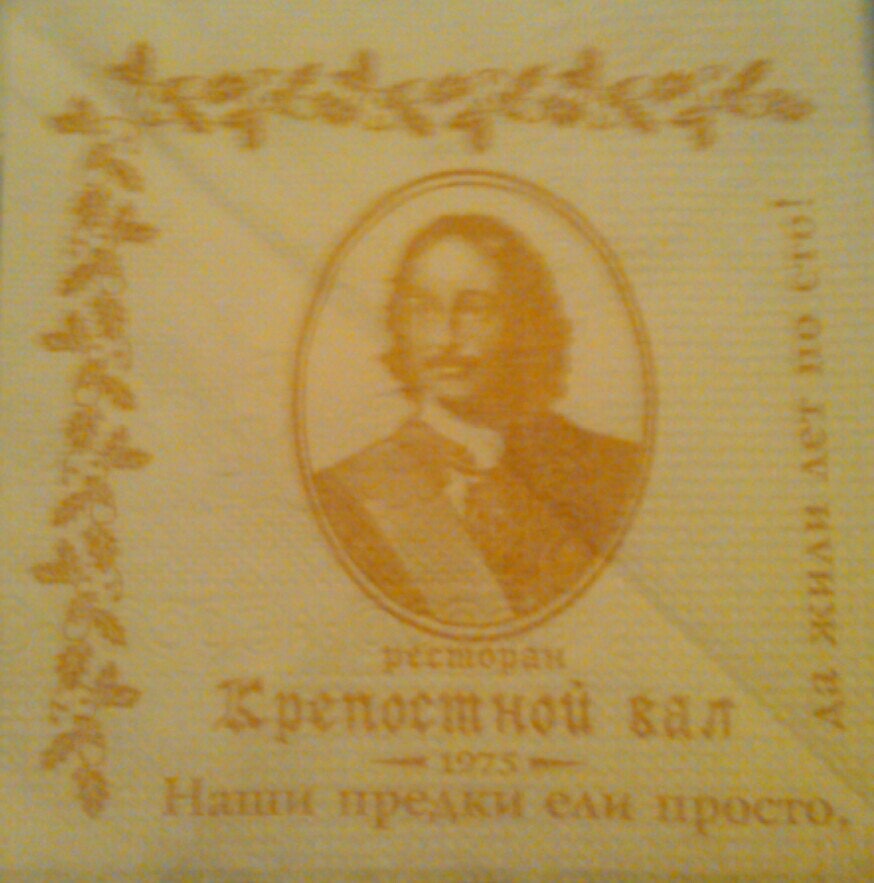 ресторан
Крепостной вал
1975
Наши предки ели просто,
Да жили лет по сто!